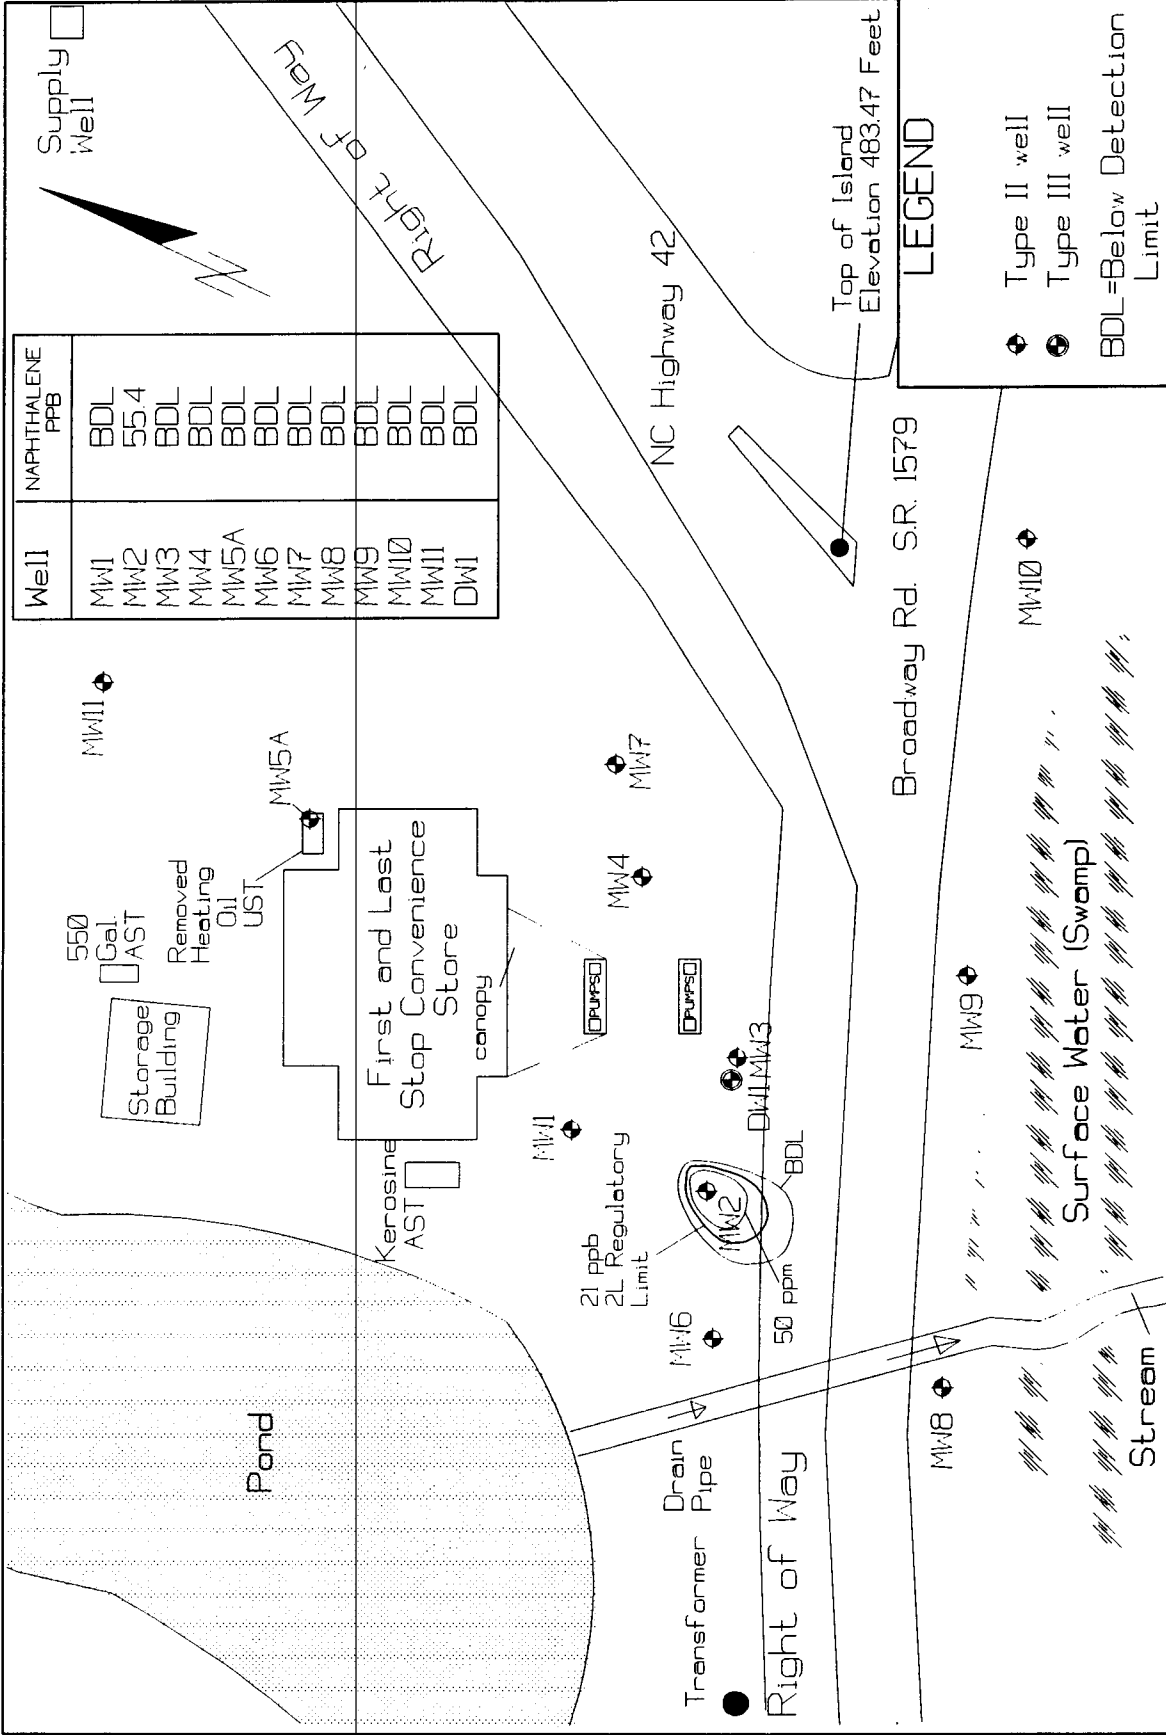 Supply
Well
Right of Way
Well NAPHTHALENE
PPB
MW1 BDL
MW2 55.4
MW3 BDL
MW4 BDL
MW5A BDL
MW6 BDL
MW7 BDL
MW8 BDL
MW9 BDL
MW10 BDL
MW11 BDL
DW1 BDL
MW11
550
Gal.
AST
Removed
Heating
Oil
UST
MW5A
Storage
Building
First and Last
Stop Convenience
Store
canopy
Kerosine
AST
Pond
MW7
MW4
PUMPS
PUMPS
MW1
DW1 MW3
21 ppb
2L Regulatory
Limit
MW2
BDL
50 ppm
MW6
Drain
Pipe
Transformer
Right of Way
NC Highway 42
Top of Island
Elevation 483.47 Feet
Broadway Rd. S.R. 1579
MW10
MW9
MW8
Surface Water (Swamp)
Stream
LEGEND
Type II well
Type III well
BDL=Below Detection
Limit
N